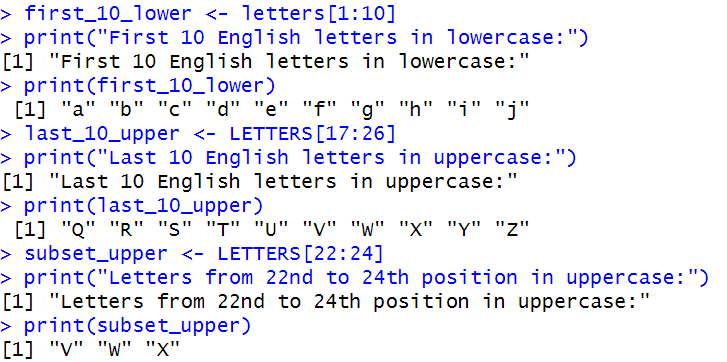 > first_10_lower <- letters[1:10]
> print("First 10 English letters in lowercase:")
[1] "First 10 English letters in lowercase:"
> print(first_10_lower)
 [1] "a" "b" "c" "d" "e" "f" "g" "h" "i" "j"
> last_10_upper <- LETTERS[17:26]
> print("Last 10 English letters in uppercase:")
[1] "Last 10 English letters in uppercase:"
> print(last_10_upper)
 [1] "Q" "R" "S" "T" "U" "V" "W" "X" "Y" "Z"
> subset_upper <- LETTERS[22:24]
> print("Letters from 22nd to 24th position in uppercase:")
[1] "Letters from 22nd to 24th position in uppercase:"
> print(subset_upper)
[1] "V" "W" "X"